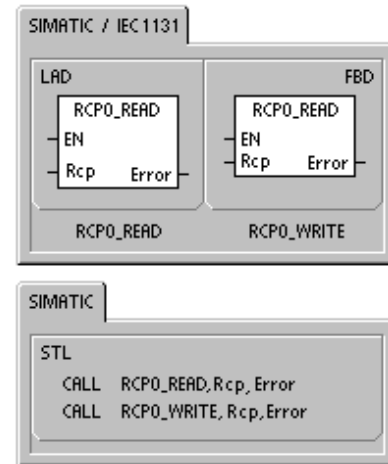 SIMATIC / IEC1131
LAD FBD
RCP0_READ RCP0_READ
EN EN
Rcp Error Rcp Error
RCP0_READ RCP0_WRITE
SIMATIC
STL
CALL RCP0_READ,Rcp, Error
CALL RCP0_WRITE, Rcp,Error